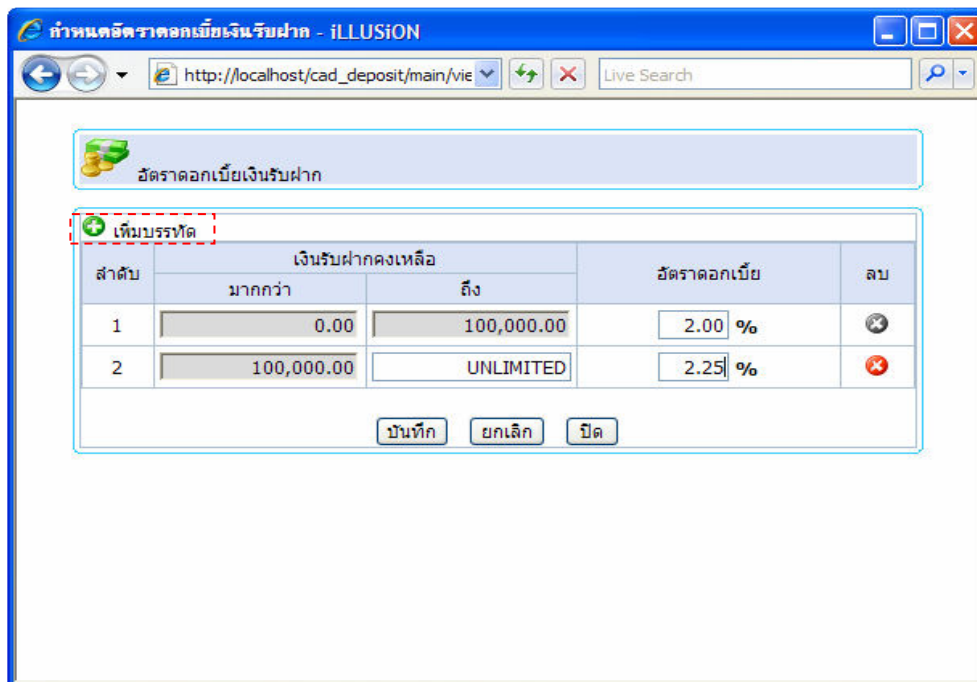 กำหนดอัตราดอกเบี้ยเงินรับฝาก - iLLUSiON
http://localhost/cad_deposit/main/vie
Live Search
อัตราดอกเบี้ยเงินรับฝาก
เพิ่มบรรทัด
ลำดับ เงินรับฝากคงเหลือ อัตราดอกเบี้ย ลบ
มากกว่า ถึง
1 0.00 100,000.00 2.00 %
2 100,000.00 UNLIMITED 2.25 %
บันทึก ยกเลิก ปิด